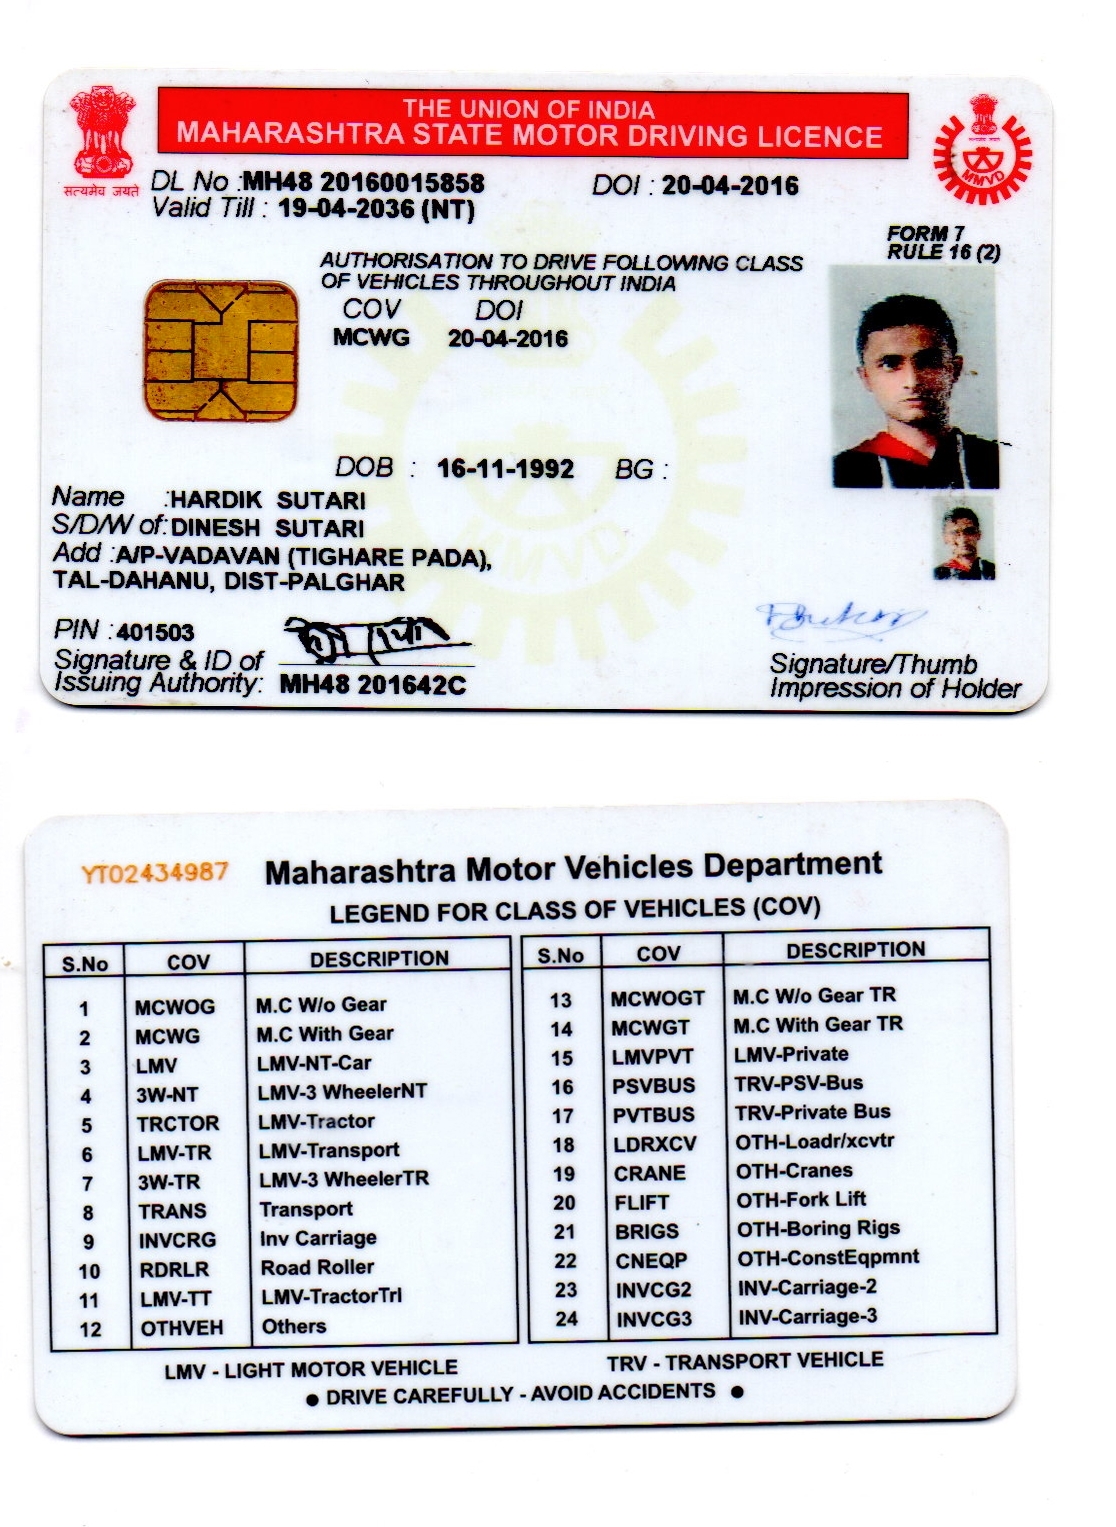 THE UNION OF INDIA
MAHARASHTRA STATE MOTOR DRIVING LICENCE
सत्यमेव जयते
MMVD
DL No : MH48 20160015858 DOI : 20-04-2016
Valid Till : 19-04-2036 (NT)
FORM 7
RULE 16 (2)
AUTHORISATION TO DRIVE FOLLOWING CLASS
OF VEHICLES THROUGHOUT INDIA
COV DOI
MCWG 20-04-2016
DOB : 16-11-1992 BG :
MMVD
Name : HARDIK SUTARI
S/D/W of: DINESH SUTARI
Add : A/P-VADAVAN (TIGHARE PADA),
TAL-DAHANU, DIST-PALGHAR
PIN : 401503
Signature & ID of
Issuing Authority: MH48 201642C
Signature/Thumb
Impression of Holder
YT02434987 Maharashtra Motor Vehicles Department
LEGEND FOR CLASS OF VEHICLES (COV)
S.No COV DESCRIPTION
1 MCWOG M.C W/o Gear
2 MCWG M.C With Gear
3 LMV LMV-NT-Car
4 3W-NT LMV-3 WheelerNT
5 TRCTOR LMV-Tractor
6 LMV-TR LMV-Transport
7 3W-TR LMV-3 WheelerTR
8 TRANS Transport
9 INVCRG Inv Carriage
10 RDRLR Road Roller
11 LMV-TT LMV-TractorTrl
12 OTHVEH Others
S.No COV DESCRIPTION
13 MCWOGT M.C W/o Gear TR
14 MCWGT M.C With Gear TR
15 LMVPVT LMV-Private
16 PSVBUS TRV-PSV-Bus
17 PVTBUS TRV-Private Bus
18 LDRXCV OTH-Loadr/xcvtr
19 CRANE OTH-Cranes
20 FLIFT OTH-Fork Lift
21 BRIGS OTH-Boring Rigs
22 CNEQP OTH-ConstEqpmnt
23 INVCG2 INV-Carriage-2
24 INVCG3 INV-Carriage-3
LMV - LIGHT MOTOR VEHICLE TRV - TRANSPORT VEHICLE
● DRIVE CAREFULLY - AVOID ACCIDENTS ●